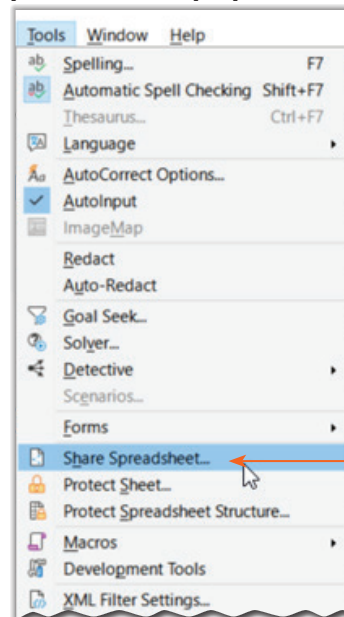 Tools Window Help
Spelling... F7
Automatic Spell Checking Shift+F7
Thesaurus... Ctrl+F7
Language
AutoCorrect Options...
AutoInput
ImageMap
Redact
Auto-Redact
Goal Seek...
Solver...
Detective
Scenarios...
Forms
Share Spreadsheet...
Protect Sheet...
Protect Spreadsheet Structure...
Macros
Development Tools
XML Filter Settings...